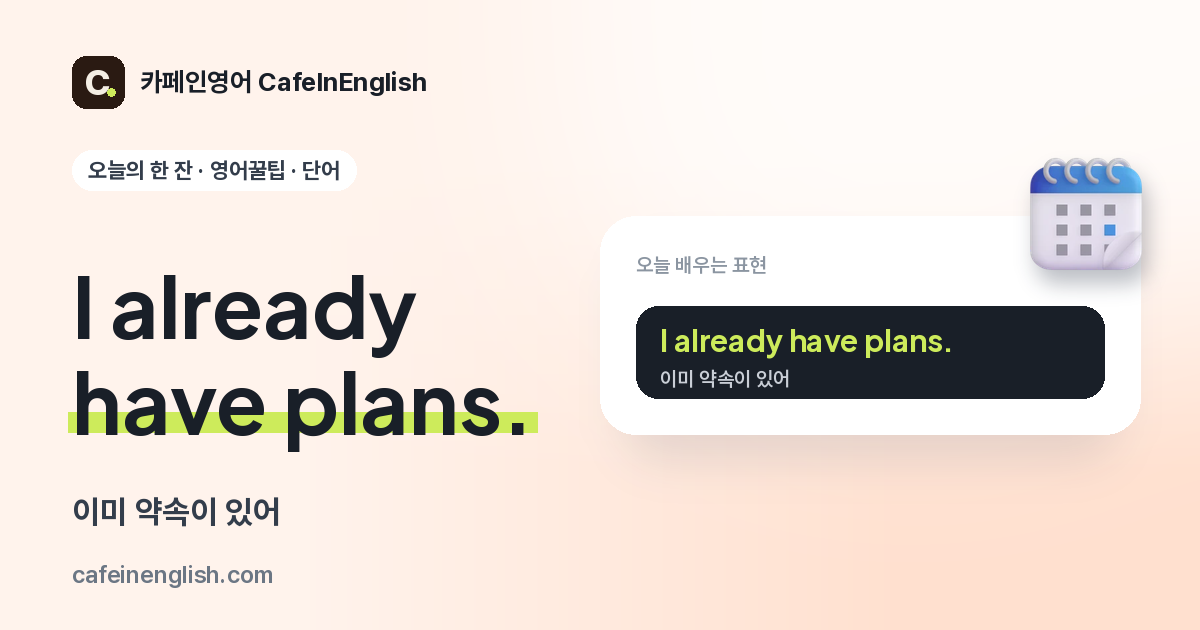 C
카페인영어 CafeInEnglish
오늘의 한 잔 · 영어꿀팁 · 단어
I already
have plans.
이미 약속이 있어
cafeinenglish.com
오늘 배우는 표현
I already have plans.
이미 약속이 있어